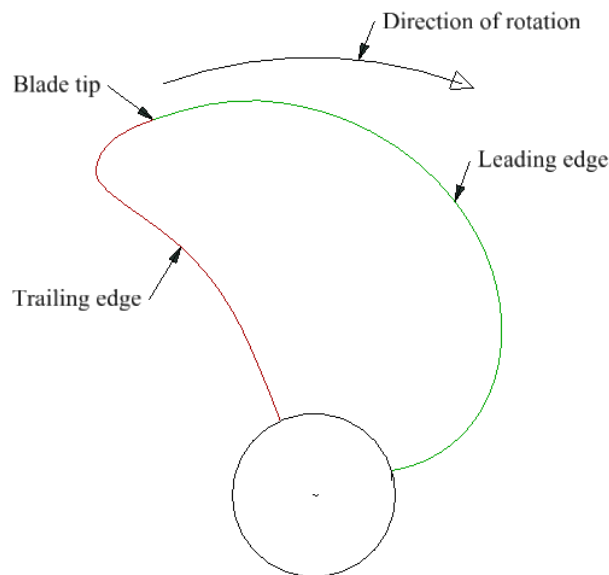 Direction of rotation
Blade tip
Leading edge
Trailing edge